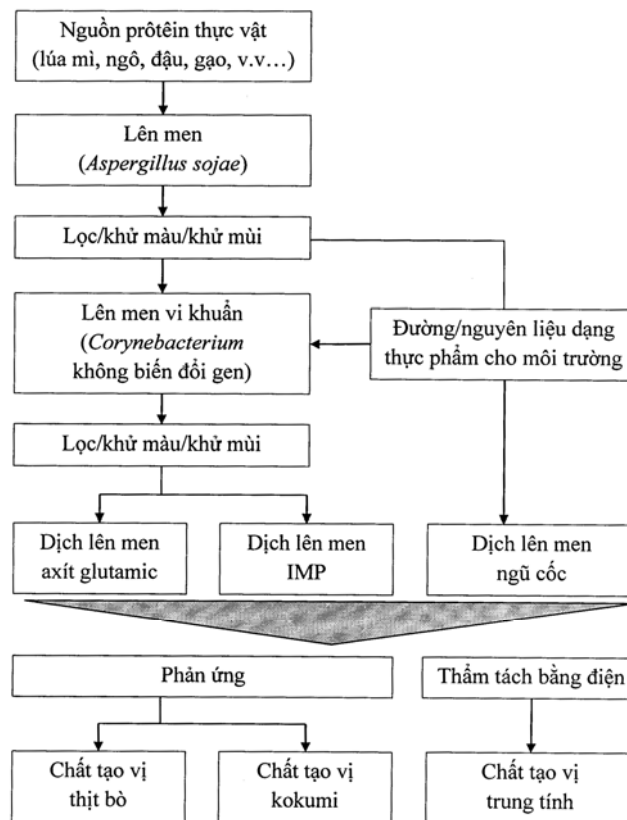 Nguồn prôtêin thực vật
(lúa mì, ngô, đậu, gạo, v.v…)
Lên men
(Aspergillus sojae)
Lọc/khử màu/khử mùi
Lên men vi khuẩn
(Corynebacterium
không biến đổi gen)
Đường/nguyên liệu dạng
thực phẩm cho môi trường
Lọc/khử màu/khử mùi
Dịch lên men
axít glutamic
Dịch lên men
IMP
Dịch lên men
ngũ cốc
Phản ứng
Thẩm tách bằng điện
Chất tạo vị
thịt bò
Chất tạo vị
kokumi
Chất tạo vị
trung tính